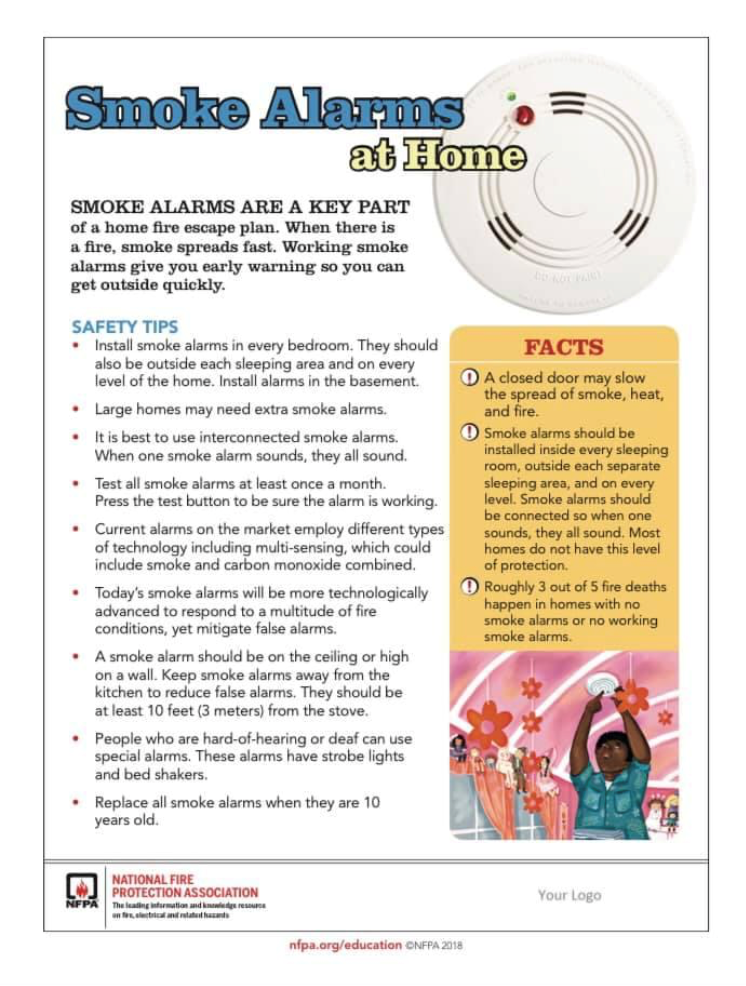 Smoke Alarms
at Home
SMOKE ALARMS ARE A KEY PART
of a home fire escape plan. When there is
a fire, smoke spreads fast. Working smoke
alarms give you early warning so you can
get outside quickly.
SAFETY TIPS
• Install smoke alarms in every bedroom. They should
also be outside each sleeping area and on every
level of the home. Install alarms in the basement.
• Large homes may need extra smoke alarms.
• It is best to use interconnected smoke alarms.
When one smoke alarm sounds, they all sound.
• Test all smoke alarms at least once a month.
Press the test button to be sure the alarm is working.
• Current alarms on the market employ different types
of technology including multi-sensing, which could
include smoke and carbon monoxide combined.
• Today's smoke alarms will be more technologically
advanced to respond to a multitude of fire
conditions, yet mitigate false alarms.
• A smoke alarm should be on the ceiling or high
on a wall. Keep smoke alarms away from the
kitchen to reduce false alarms. They should be
at least 10 feet (3 meters) from the stove.
• People who are hard-of-hearing or deaf can use
special alarms. These alarms have strobe lights
and bed shakers.
• Replace all smoke alarms when they are 10
years old.
DO NOT PAINT
FACTS
! A closed door may slow
the spread of smoke, heat,
and fire.
! Smoke alarms should be
installed inside every sleeping
room, outside each separate
sleeping area, and on every
level. Smoke alarms should
be connected so when one
sounds, they all sound. Most
homes do not have this level
of protection.
! Roughly 3 out of 5 fire deaths
happen in homes with no
smoke alarms or no working
smoke alarms.
NFPA
NATIONAL FIRE
PROTECTION ASSOCIATION
The leading information and knowledge resource
on fire, electrical and related hazards
Your Logo
nfpa.org/education ©NFPA 2018